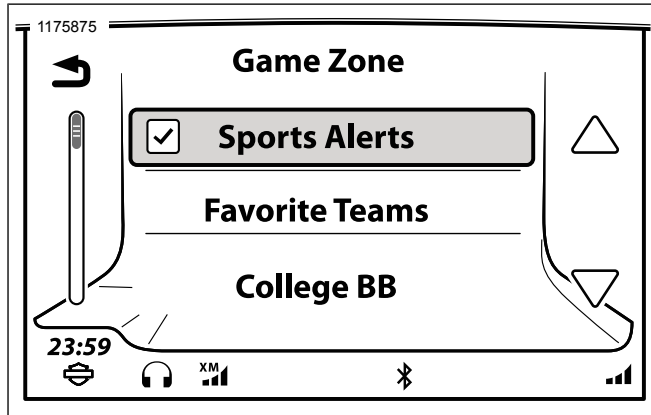 1175875
Game Zone
Sports Alerts
Favorite Teams
College BB
23:59
XM